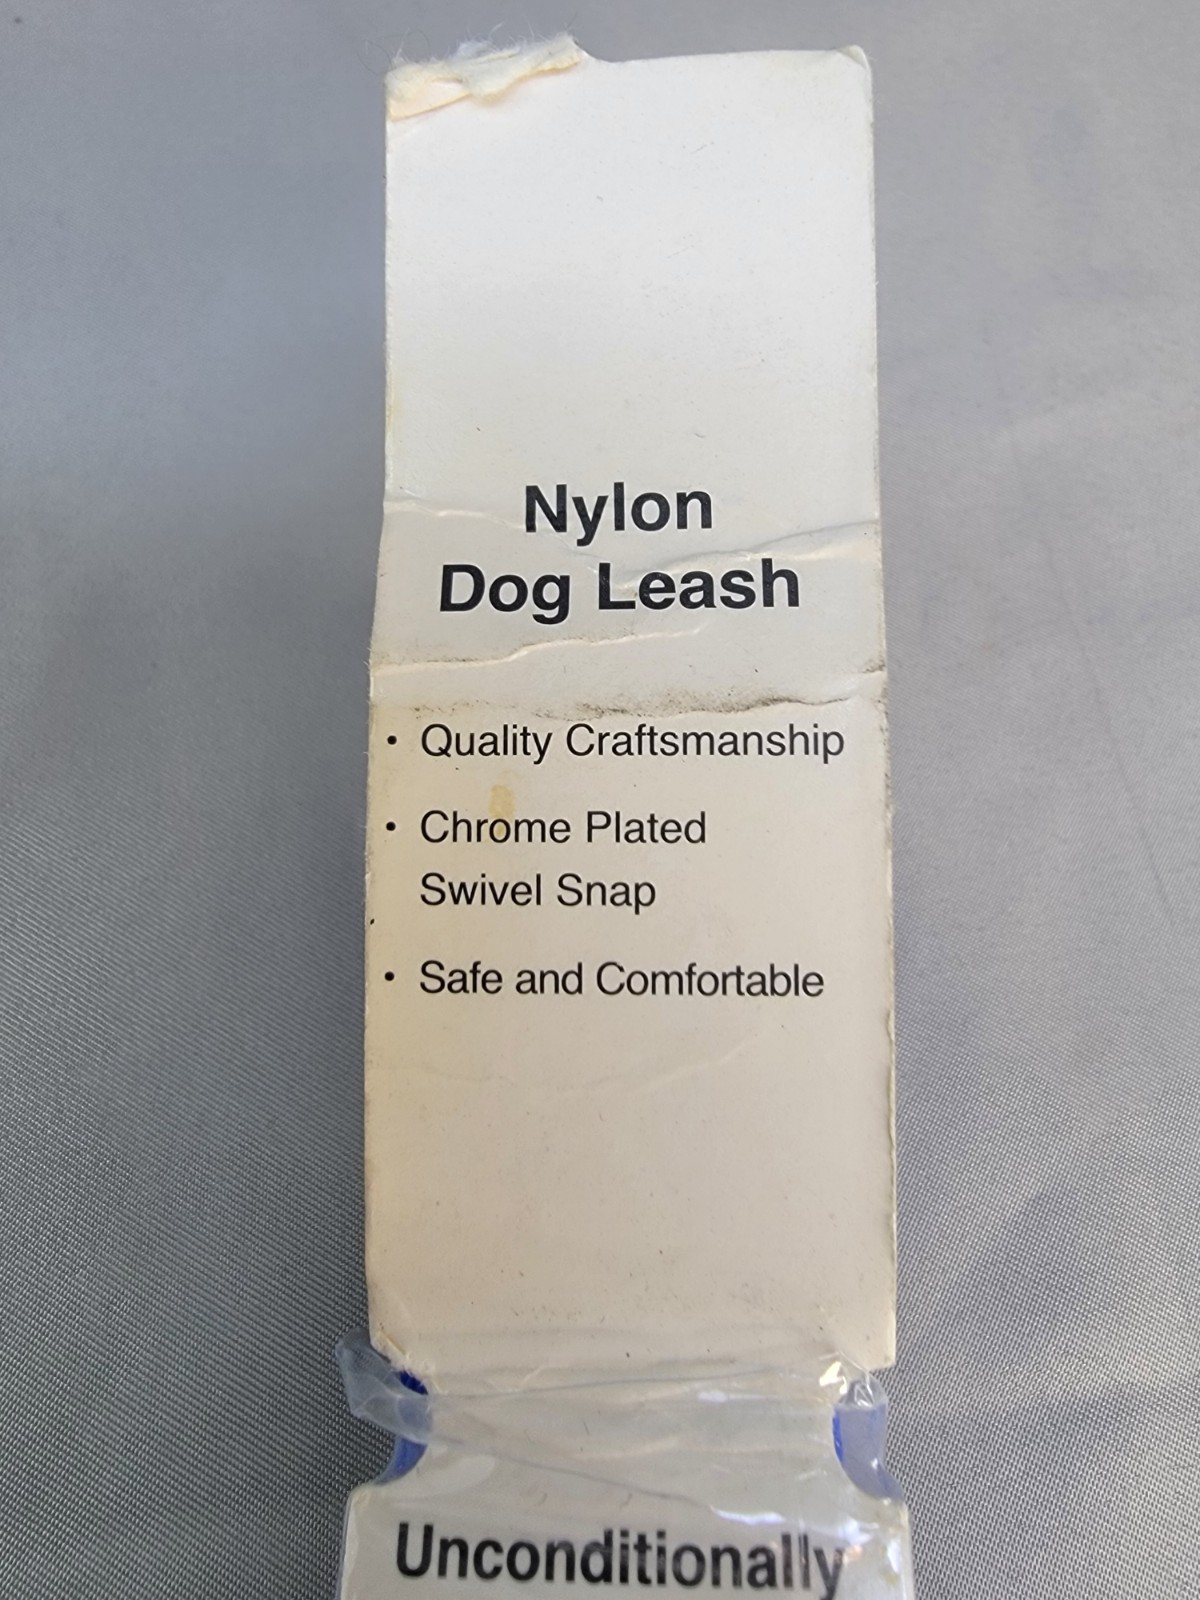 Nylon
Dog Leash
• Quality Craftsmanship
• Chrome Plated
Swivel Snap
• Safe and Comfortable
Unconditionally